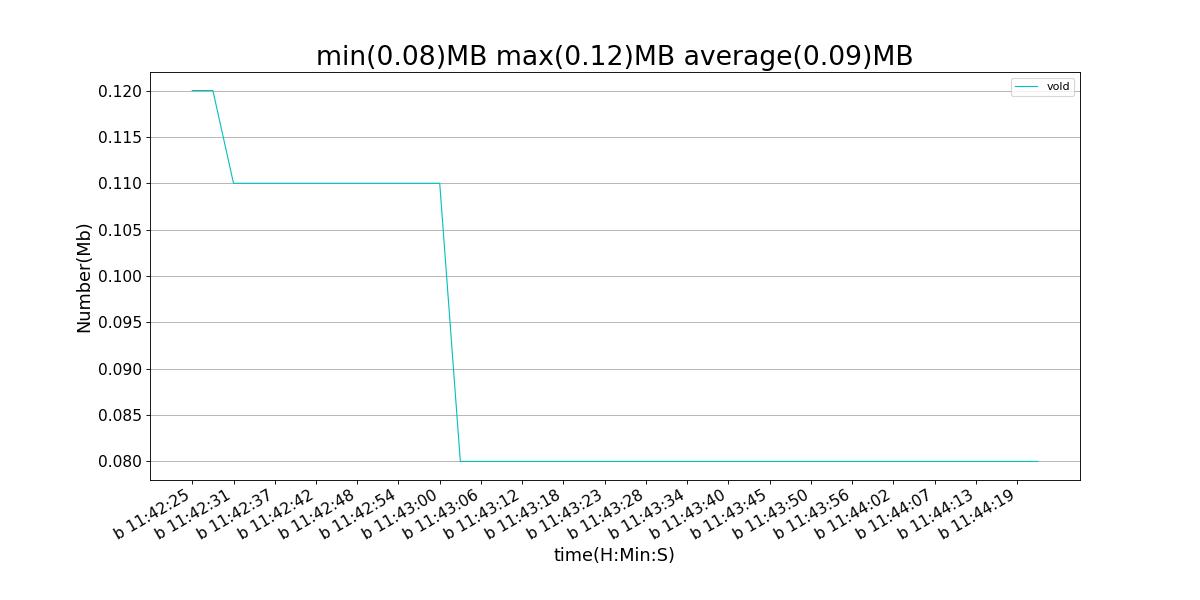 min(0.08)MB max(0.12)MB average(0.09)MB
vold
0.120
0.115
0.110
0.105
0.100
0.095
0.090
0.085
0.080
Number(Mb)
b 11:42:25
b 11:42:31
b 11:42:37
b 11:42:42
b 11:42:48
b 11:42:54
b 11:43:00
b 11:43:06
b 11:43:12
b 11:43:18
b 11:43:23
b 11:43:28
b 11:43:34
b 11:43:40
b 11:43:45
b 11:43:50
b 11:43:56
b 11:44:02
b 11:44:07
b 11:44:13
b 11:44:19
time(H:Min:S)